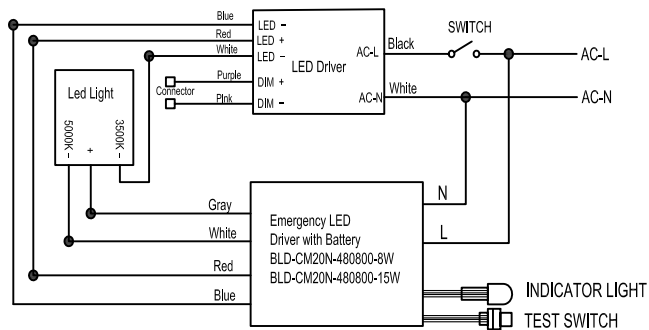 Blue
LED −
Red
LED +
White
LED −
Purple
DIM +
Connector
Pink
DIM −
LED Driver
AC-L
Black
SWITCH
AC-L
AC-N
White
AC-N
Led Light
5000K −
+
3500K −
Gray
White
Red
Blue
Emergency LED
Driver with Battery
BLD-CM20N-480800-8W
BLD-CM20N-480800-15W
N
L
INDICATOR LIGHT
TEST SWITCH